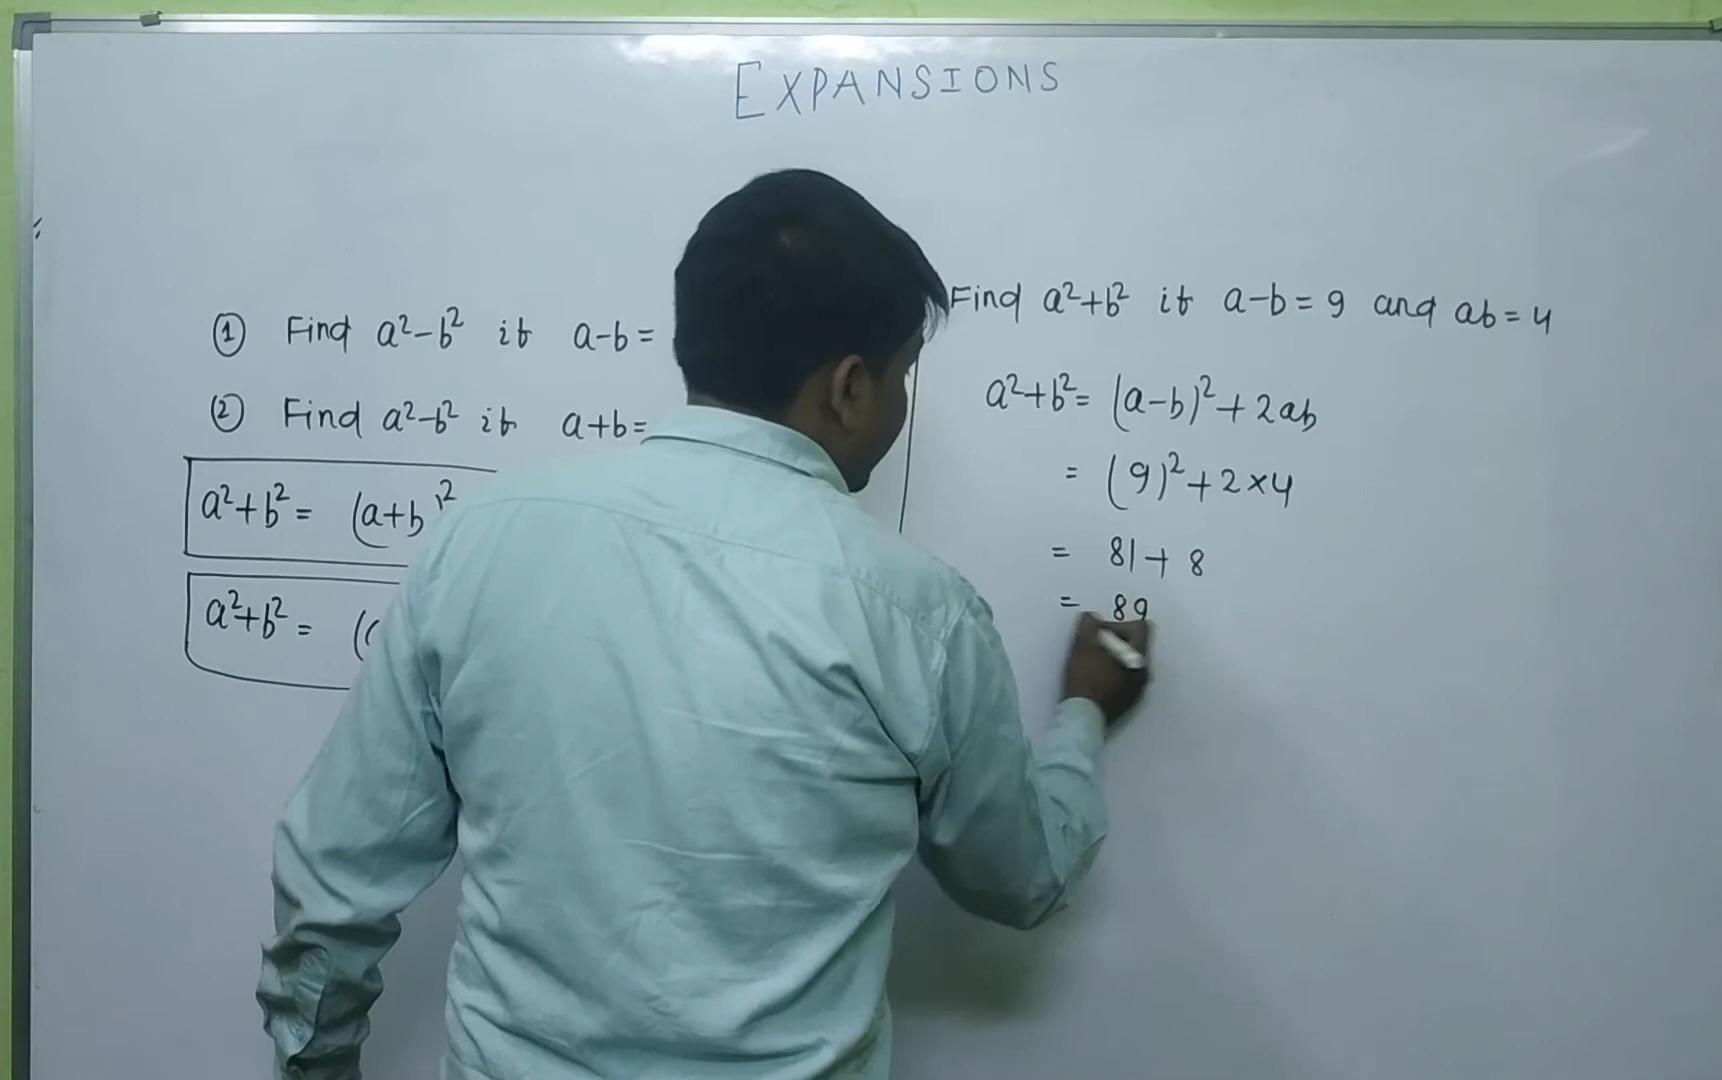 EXPANSIONS
① Find a²-b² if a-b=
② Find a²-b² if a+b=
a²+b² = (a+b)²
a²+b² = (
Find a²+b² if a-b=9 and ab=4
a²+b² = (a-b)²+2ab
= (9)²+2×4
= 81+8
= 89